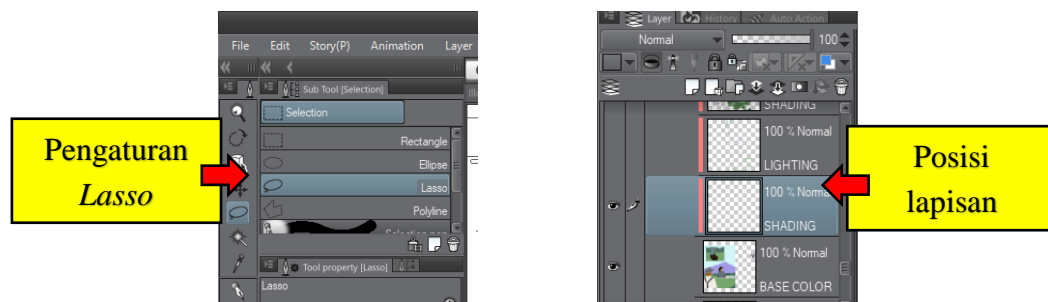 File Edit Story(P) Animation Layer
Sub Tool [Selection]
Selection
Rectangle
Ellipse
Lasso
Polyline
Tool property [Lasso]
Lasso
Pengaturan
Lasso
Layer History Auto Action
Normal 100
SHADING
100 % Normal
LIGHTING
100 % Norma
SHADING
100 % Normal
BASE COLOR
Posisi
lapisan